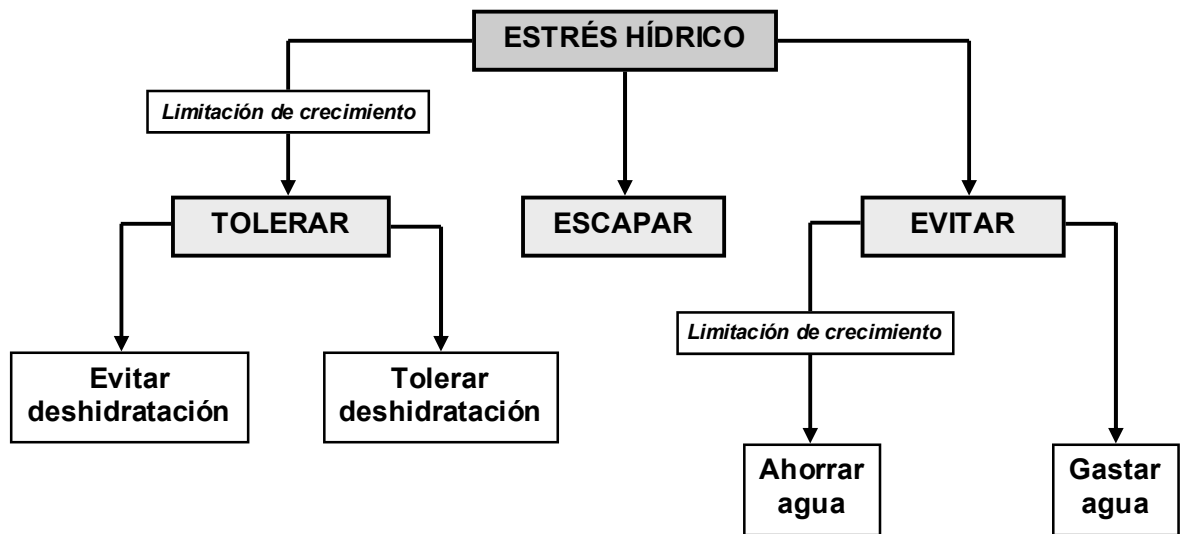 ESTRÉS HÍDRICO
Limitación de crecimiento
TOLERAR
ESCAPAR
EVITAR
Limitación de crecimiento
Evitar
deshidratación
Tolerar
deshidratación
Ahorrar
agua
Gastar
agua